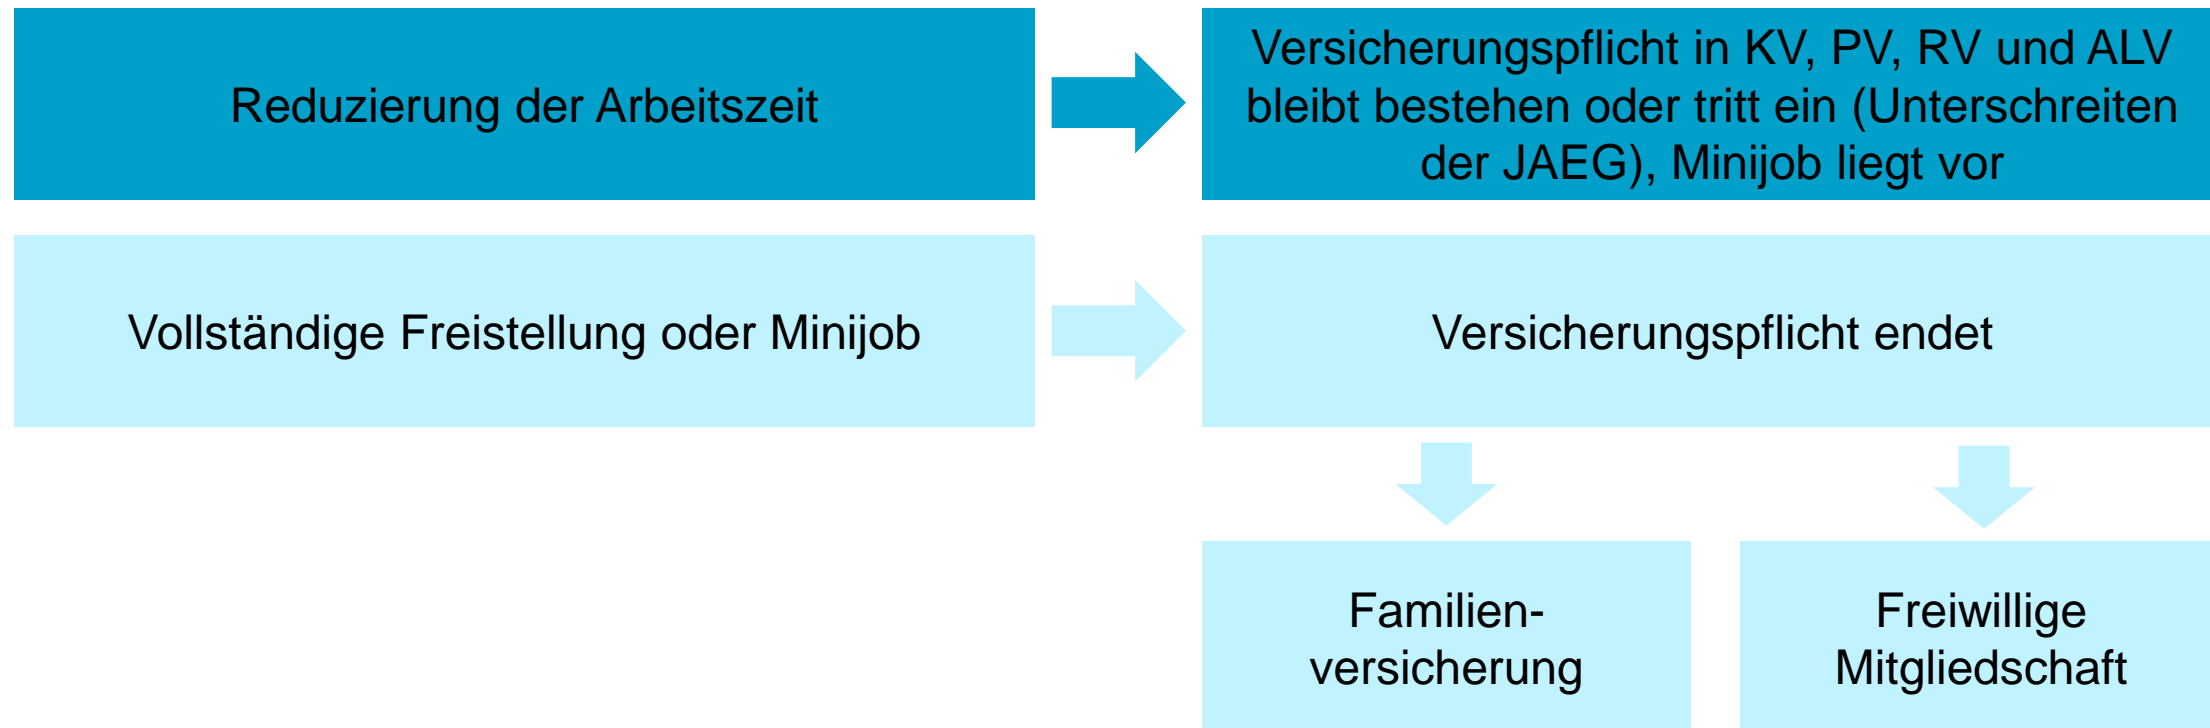 Reduzierung der Arbeitszeit
Versicherungspflicht in KV, PV, RV und ALV
bleibt bestehen oder tritt ein (Unterschreiten
der JAEG), Minijob liegt vor
Vollständige Freistellung oder Minijob
Versicherungspflicht endet
Familien-
versicherung
Freiwillige
Mitgliedschaft